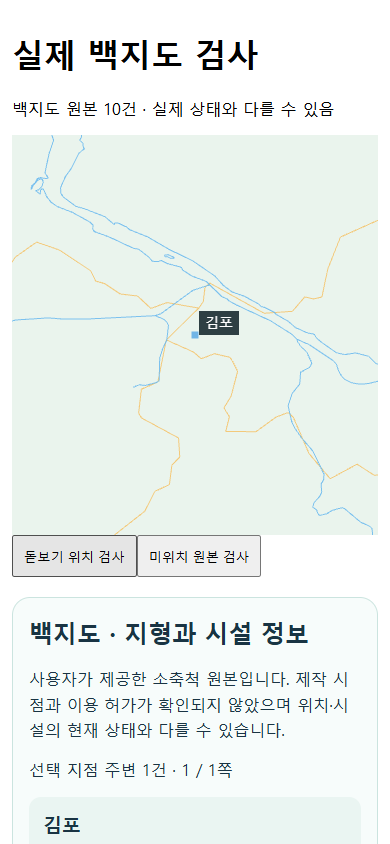 실제 백지도 검사
백지도 원본 10건 · 실제 상태와 다를 수 있음
김포
돋보기 위치 검사
미위치 원본 검사
백지도 · 지형과 시설 정보
사용자가 제공한 소축척 원본입니다. 제작 시
점과 이용 허가가 확인되지 않았으며 위치·시
설의 현재 상태와 다를 수 있습니다.
선택 지점 주변 1건 · 1 / 1쪽
김포